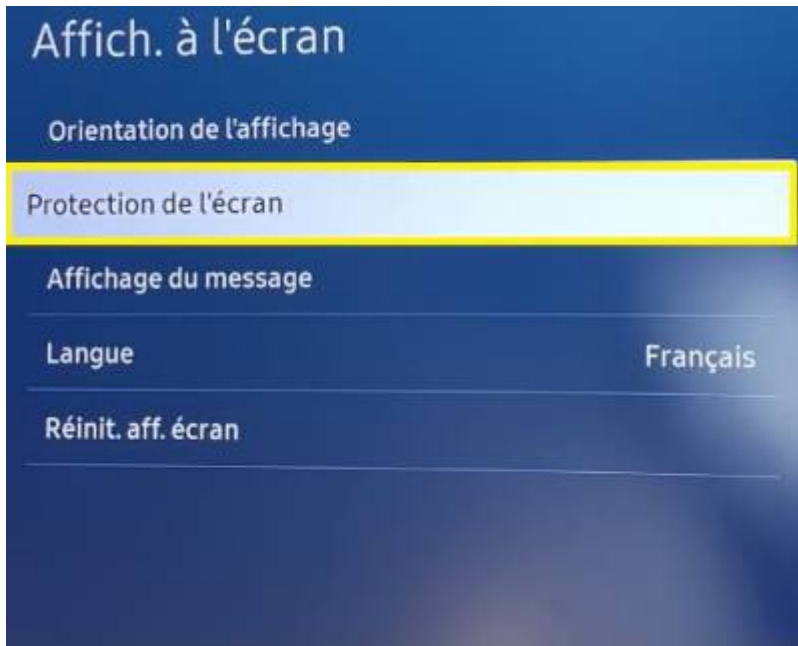 Affich. à l'écran
Orientation de l'affichage
Protection de l'écran
Affichage du message
Langue Français
Réinit. aff. écran